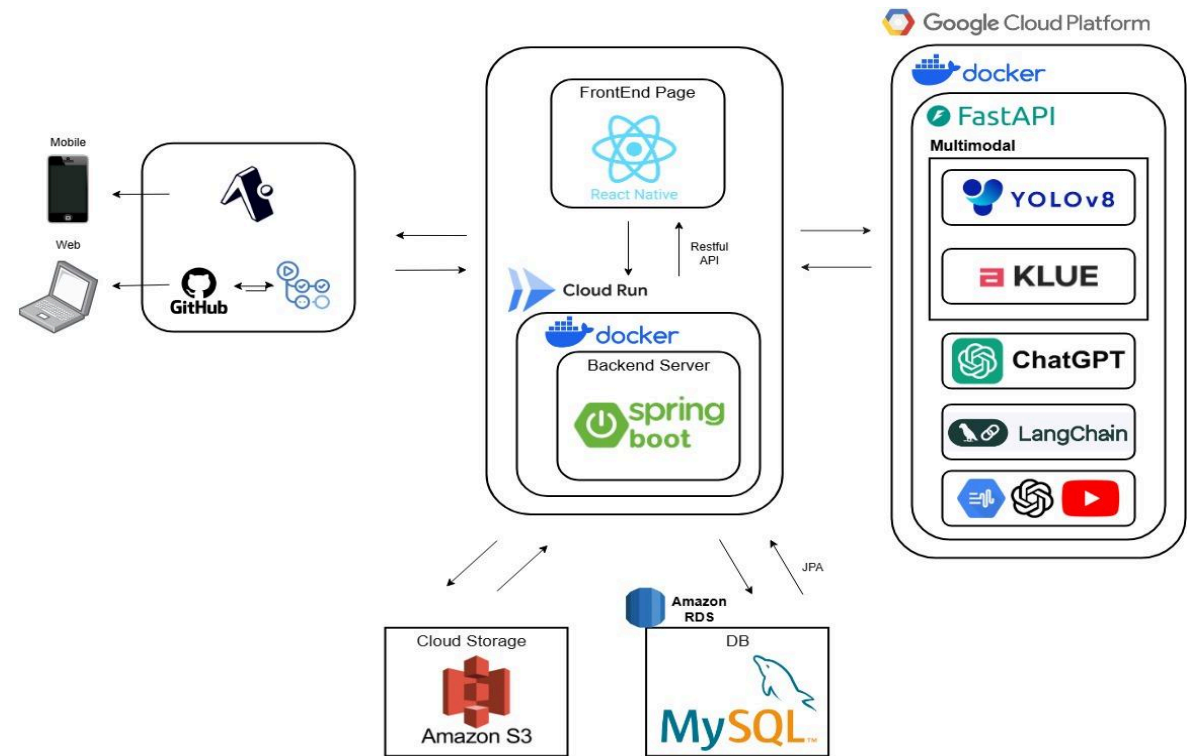 Google Cloud Platform
docker
FastAPI
Multimodal
YOLOv8
KLUE
ChatGPT
LangChain
FrontEnd Page
React Native
Restful
API
Cloud Run
docker
Backend Server
spring
boot
Mobile
Web
GitHub
JPA
Cloud Storage
Amazon S3
Amazon
RDS
DB
MySQL™